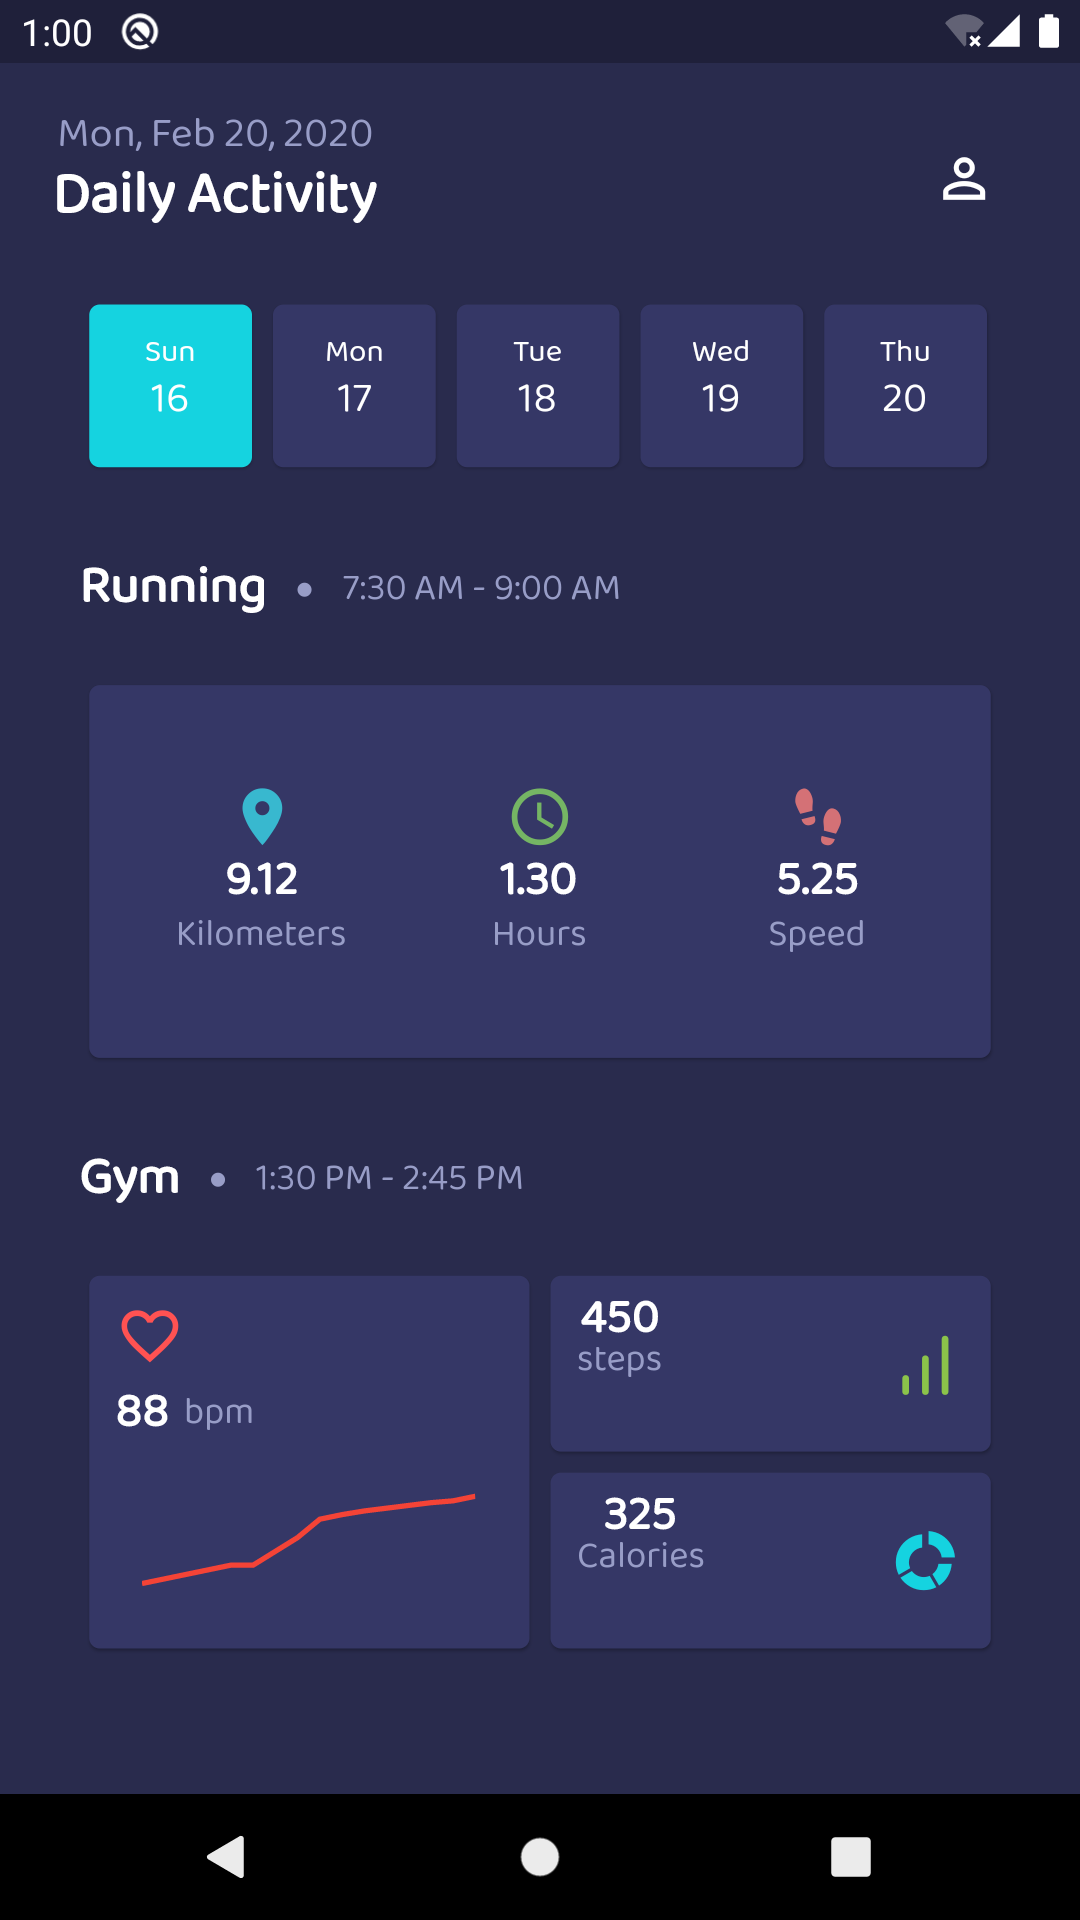 1:00
Mon, Feb 20, 2020
Daily Activity
Sun Mon Tue Wed Thu
16 17 18 19 20
Running • 7:30 AM - 9:00 AM
9.12 1.30 5.25
Kilometers Hours Speed
Gym • 1:30 PM - 2:45 PM
88 bpm
450
steps
325
Calories